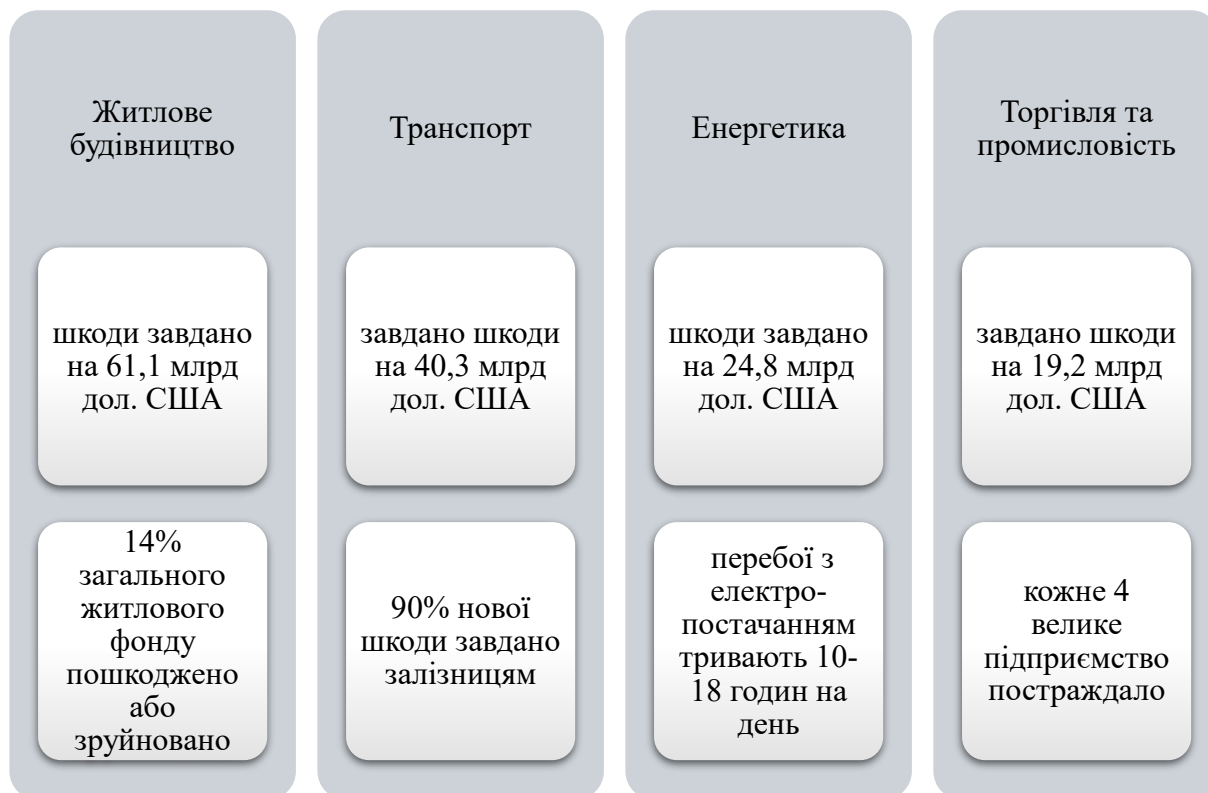 Житлове
будівництво
шкоди завдано
на 61,1 млрд
дол. США
14%
загального
житлового
фонду
пошкоджено
або
зруйновано
Транспорт
завдано шкоди
на 40,3 млрд
дол. США
90% нової
шкоди завдано
залізницям
Енергетика
шкоди завдано
на 24,8 млрд
дол. США
перебої з
електро-
постачанням
тривають 10-
18 годин на
день
Торгівля та
промисловість
завдано шкоди
на 19,2 млрд
дол. США
кожне 4
велике
підприємство
постраждало